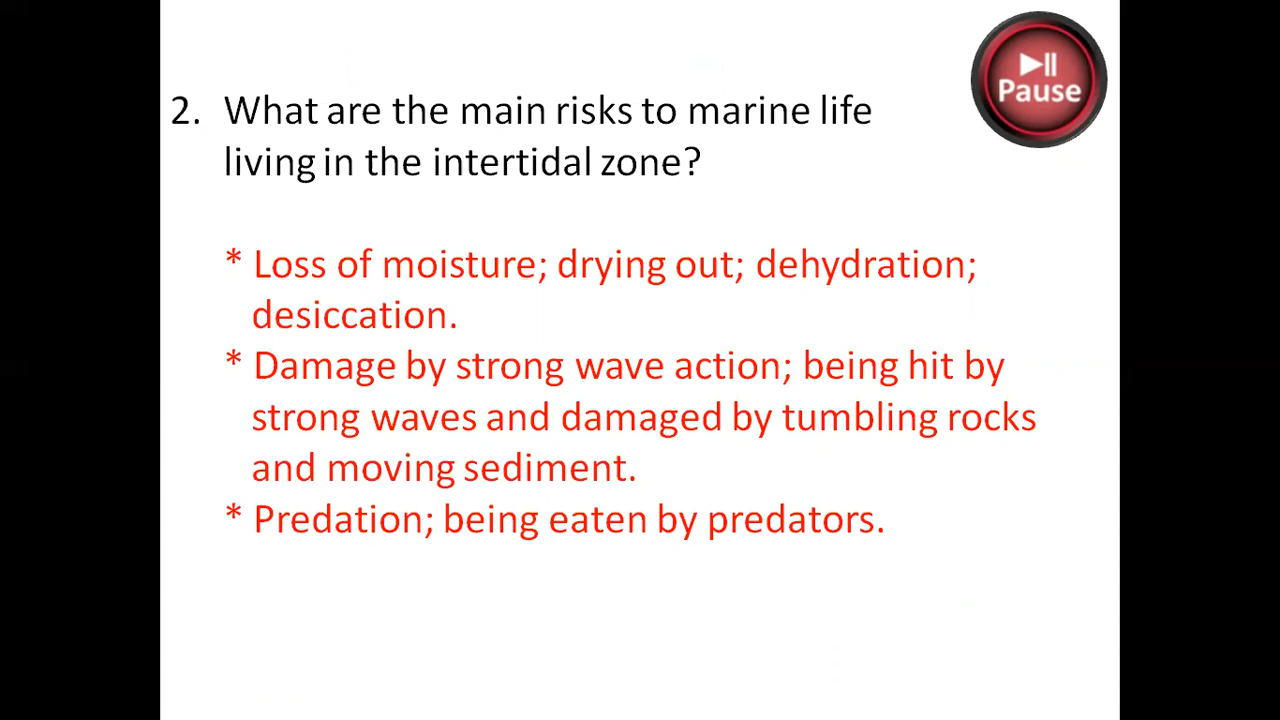 Pause
2. What are the main risks to marine life
living in the intertidal zone?
* Loss of moisture; drying out; dehydration;
desiccation.
* Damage by strong wave action; being hit by
strong waves and damaged by tumbling rocks
and moving sediment.
* Predation; being eaten by predators.